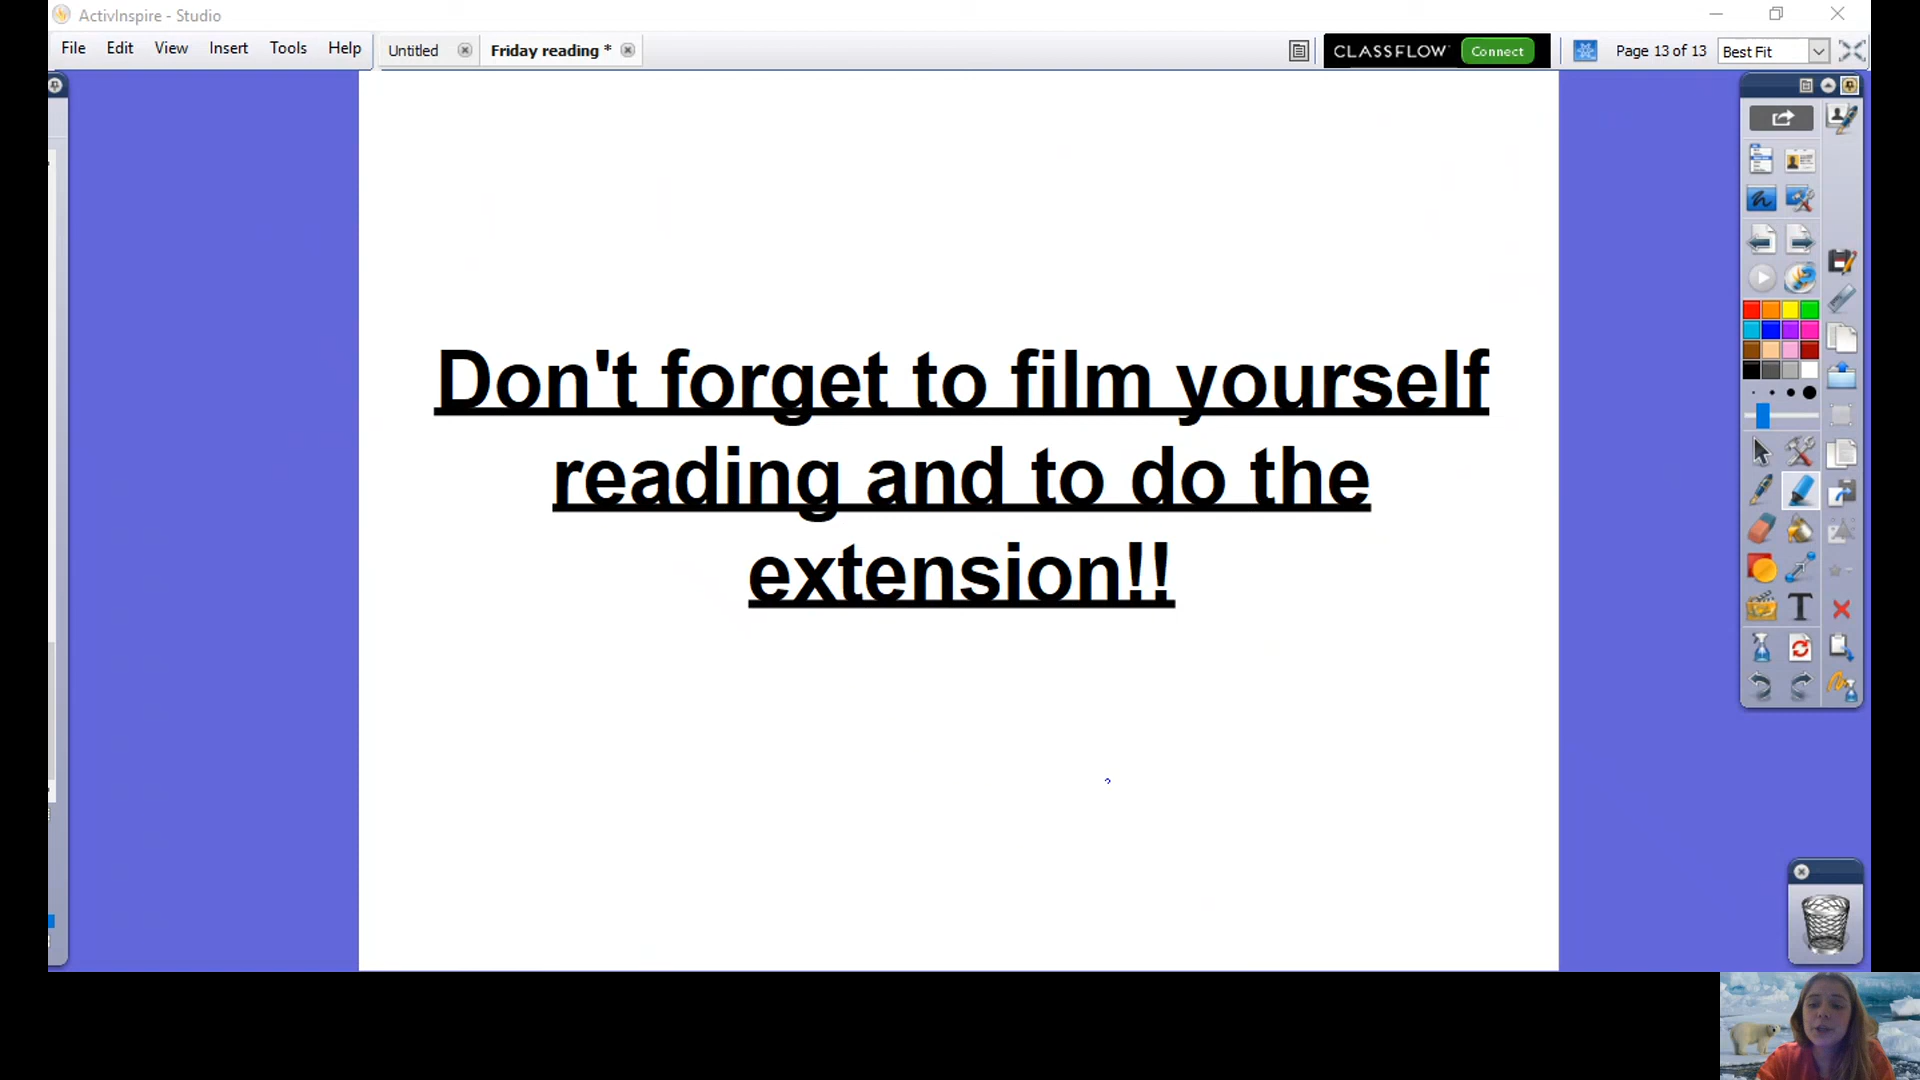 ActivInspire - Studio
File Edit View Insert Tools Help
Untitled
Friday reading *
CLASSFLOW Connect
Page 13 of 13
Best Fit
Don't forget to film yourself
reading and to do the
extension!!
T